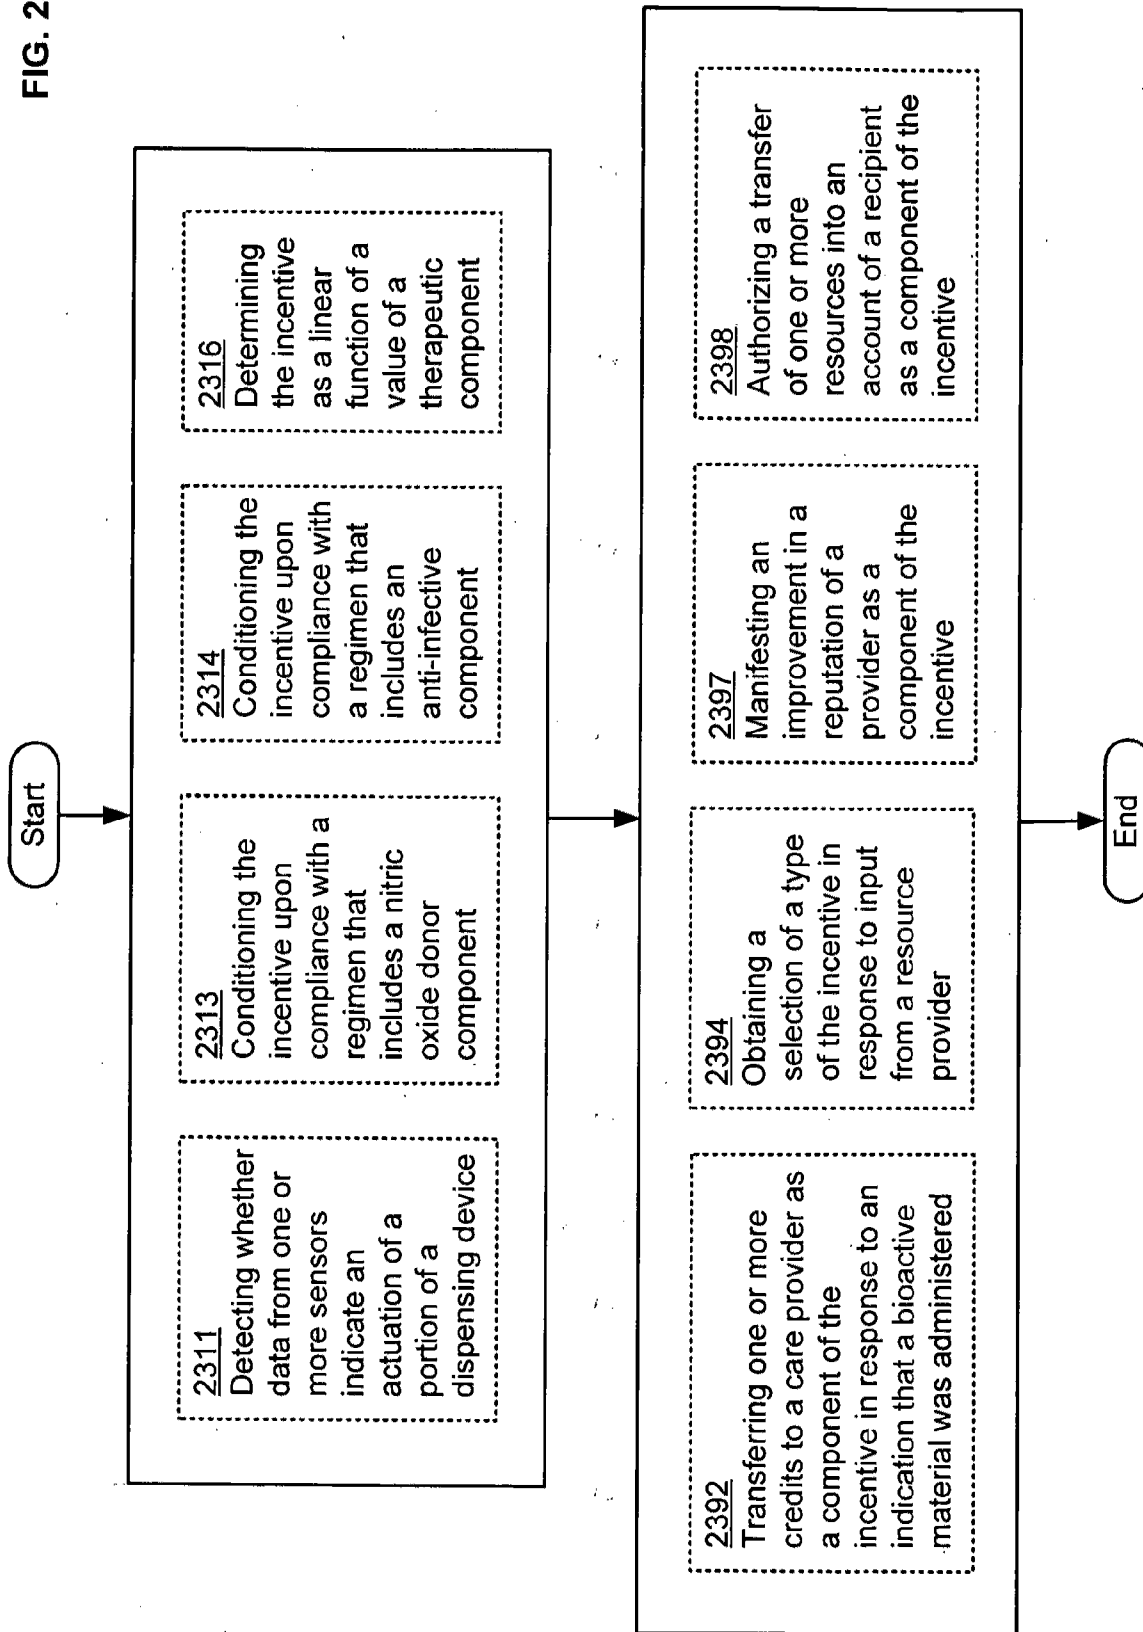 FIG. 2
Start
2311
Detecting whether
data from one or
more sensors
indicate an
actuation of a
portion of a
dispensing device
2313
Conditioning the
incentive upon
compliance with a
regimen that
includes a nitric
oxide donor
component
2314
Conditioning the
incentive upon
compliance with
a regimen that
includes an
anti-infective
component
2316
Determining
the incentive
as a linear
function of a
value of a
therapeutic
component
2392
Transferring one or more
credits to a care provider as
a component of the
incentive in response to an
indication that a bioactive
material was administered
2394
Obtaining a
selection of a type
of the incentive in
response to input
from a resource
provider
2397
Manifesting an
improvement in a
reputation of a
provider as a
component of the
incentive
2398
Authorizing a transfer
of one or more
resources into an
account of a recipient
as a component of the
incentive
End